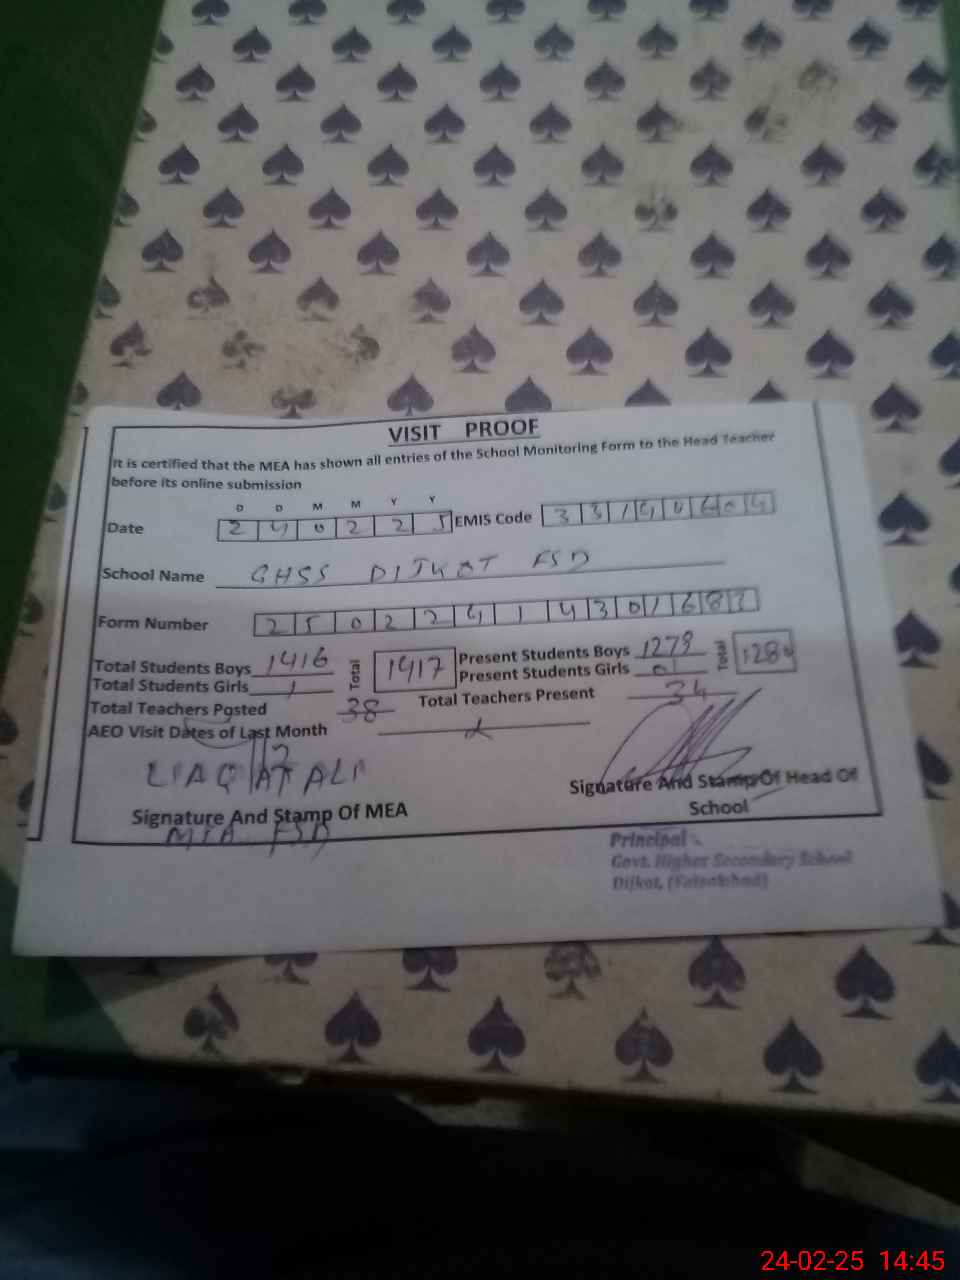 VISIT PROOF
It is certified that the MEA has shown all entries of the School Monitoring Form to the Head Teacher
before its online submission
D D M M Y Y
Date 2 4 0 2 2 5 EMIS Code
School Name GHSS DIJKOT FSD
Form Number
Total Students Boys 1416 Total 1417 Present Students Boys Total
Total Students Girls 1 Present Students Girls 01
Total Teachers Posted 38 Total Teachers Present 34
AEO Visit Dates of Last Month
LIAQAT ALI
Signature And Stamp Of MEA
MEA FSD
Signature And Stamp Of Head Of
School
Principal
Govt. Higher Secondary School
Dijkot, (Faisalabad)
24-02-25 14:45